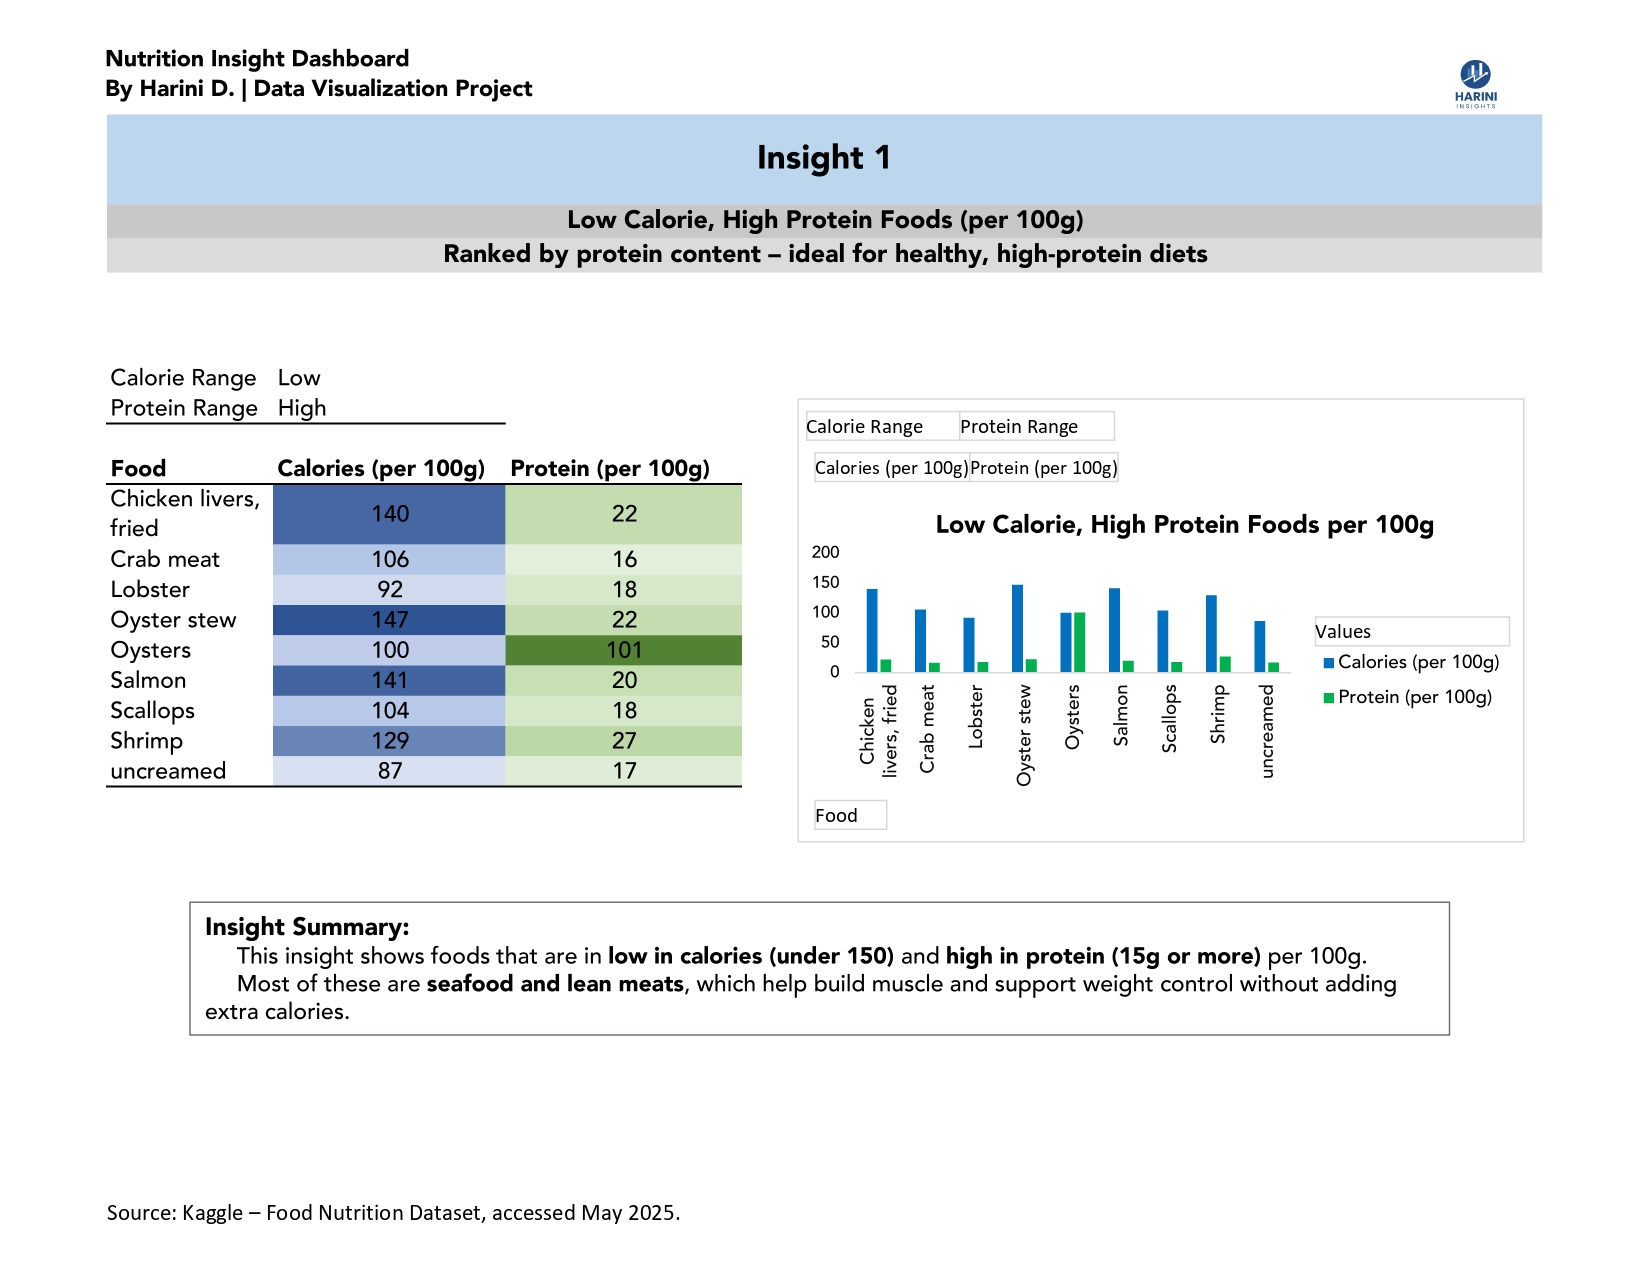 Nutrition Insight Dashboard
By Harini D. | Data Visualization Project
HARINI
INSIGHTS
Insight 1
Low Calorie, High Protein Foods (per 100g)
Ranked by protein content – ideal for healthy, high-protein diets
Calorie Range Low
Protein Range High
Food Calories (per 100g) Protein (per 100g)
Chicken livers,
fried 140 22
Crab meat 106 16
Lobster 92 18
Oyster stew 147 22
Oysters 100 101
Salmon 141 20
Scallops 104 18
Shrimp 129 27
uncreamed 87 17
Calorie Range Protein Range
Calories (per 100g) Protein (per 100g)
Low Calorie, High Protein Foods per 100g
200
150
100
50
0
Chicken
livers, fried
Crab meat
Lobster
Oyster stew
Oysters
Salmon
Scallops
Shrimp
uncreamed
Values
Calories (per 100g)
Protein (per 100g)
Food
Insight Summary:
This insight shows foods that are in low in calories (under 150) and high in protein (15g or more) per 100g.
Most of these are seafood and lean meats, which help build muscle and support weight control without adding
extra calories.
Source: Kaggle – Food Nutrition Dataset, accessed May 2025.